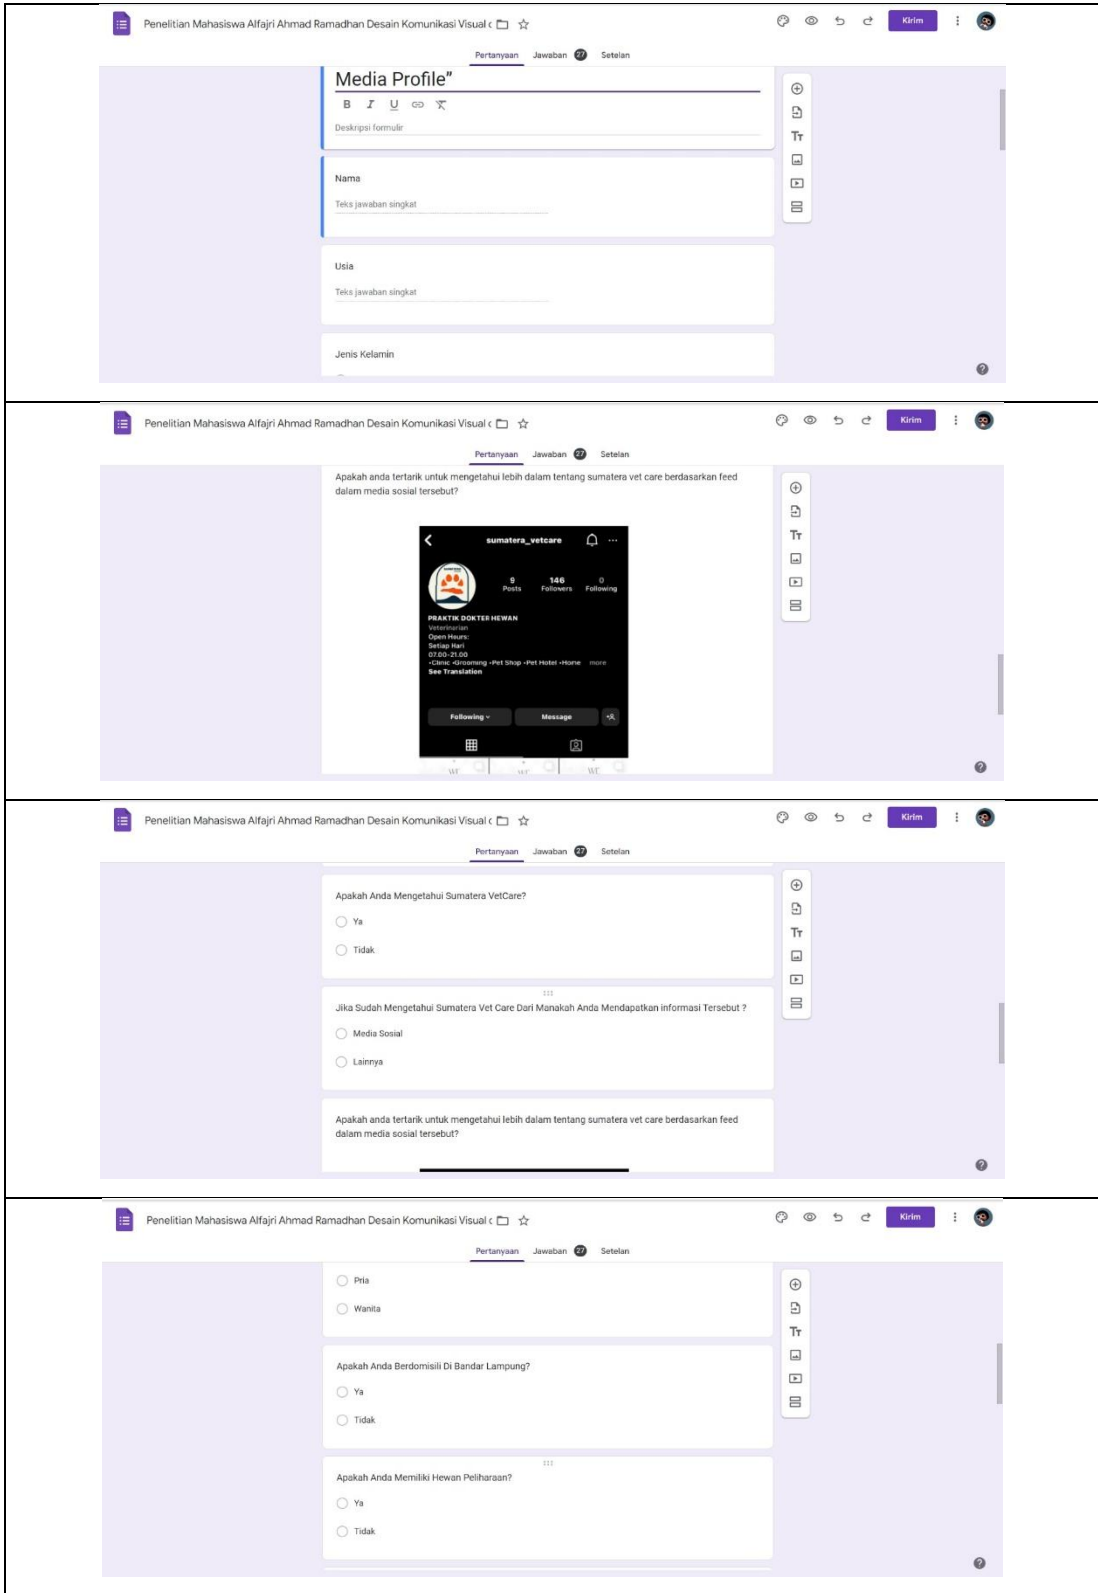 Penelitian Mahasiswa Alfajri Ahmad Ramadhan Desain Komunikasi Visual
Kirim
Pertanyaan Jawaban 27 Setelan
Media Profile”
B I U
Deskripsi formulir
Tт
Nama
Teks jawaban singkat
Usia
Teks jawaban singkat
Jenis Kelamin
Penelitian Mahasiswa Alfajri Ahmad Ramadhan Desain Komunikasi Visual
Kirim
Pertanyaan Jawaban 27 Setelan
Apakah anda tertarik untuk mengetahui lebih dalam tentang sumatera vet care berdasarkan feed
dalam media sosial tersebut?
Tт
sumatera_vetcare
9 146 0
Posts Followers Following
PRAKTIK DOKTER HEWAN
Veterinarian
Open Hours:
Setiap Hari
07.00-21.00
•Clinic •Grooming •Pet Shop •Pet Hotel •Home more
See Translation
Following Message
WE WE WE
Penelitian Mahasiswa Alfajri Ahmad Ramadhan Desain Komunikasi Visual
Kirim
Pertanyaan Jawaban 27 Setelan
Apakah Anda Mengetahui Sumatera VetCare?
Ya
Tidak
Tт
Jika Sudah Mengetahui Sumatera Vet Care Dari Manakah Anda Mendapatkan informasi Tersebut ?
Media Sosial
Lainnya
Apakah anda tertarik untuk mengetahui lebih dalam tentang sumatera vet care berdasarkan feed
dalam media sosial tersebut?
Penelitian Mahasiswa Alfajri Ahmad Ramadhan Desain Komunikasi Visual
Kirim
Pertanyaan Jawaban 27 Setelan
Pria
Wanita
Tт
Apakah Anda Berdomisili Di Bandar Lampung?
Ya
Tidak
Apakah Anda Memiliki Hewan Peliharaan?
Ya
Tidak